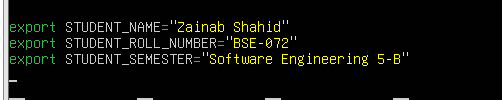 export STUDENT_NAME="Zainab Shahid"
export STUDENT_ROLL_NUMBER="BSE-072"
export STUDENT_SEMESTER="Software Engineering 5-B"